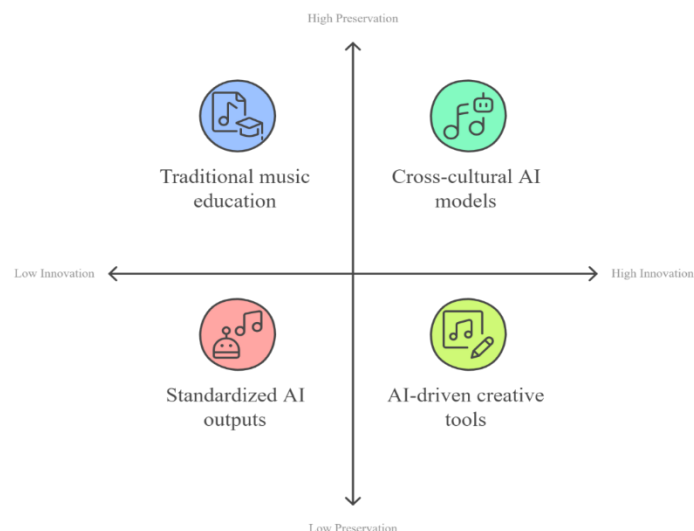 High Preservation
Traditional music
education
Cross-cultural AI
models
Low Innovation
High Innovation
Standardized AI
outputs
AI-driven creative
tools
Low Preservation